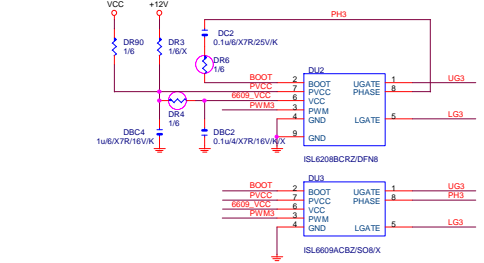 VCC +12V PH3
DC2
0.1u/6/X7R/25V/K
DR90
1/6
DR3
1/6/X
DR6
1/6
DU2
BOOT 2 BOOT UGATE 1 UG3
PVCC 7 PVCC PHASE 8
6609_VCC 6 VCC
PWM3 3 PWM
4 GND LGATE 5 LG3
9 GND
DR4
1/6
DBC4
1u/6/X7R/16V/K
DBC2
0.1u/4/X7R/16V/K/X
ISL6208BCRZ/DFN8
DU3
BOOT 2 BOOT UGATE 1 UG3
PVCC 7 PVCC PHASE 8 PH3
6609_VCC 6 VCC
PWM3 3 PWM
4 GND LGATE 5 LG3
ISL6609ACBZ/SO8/X